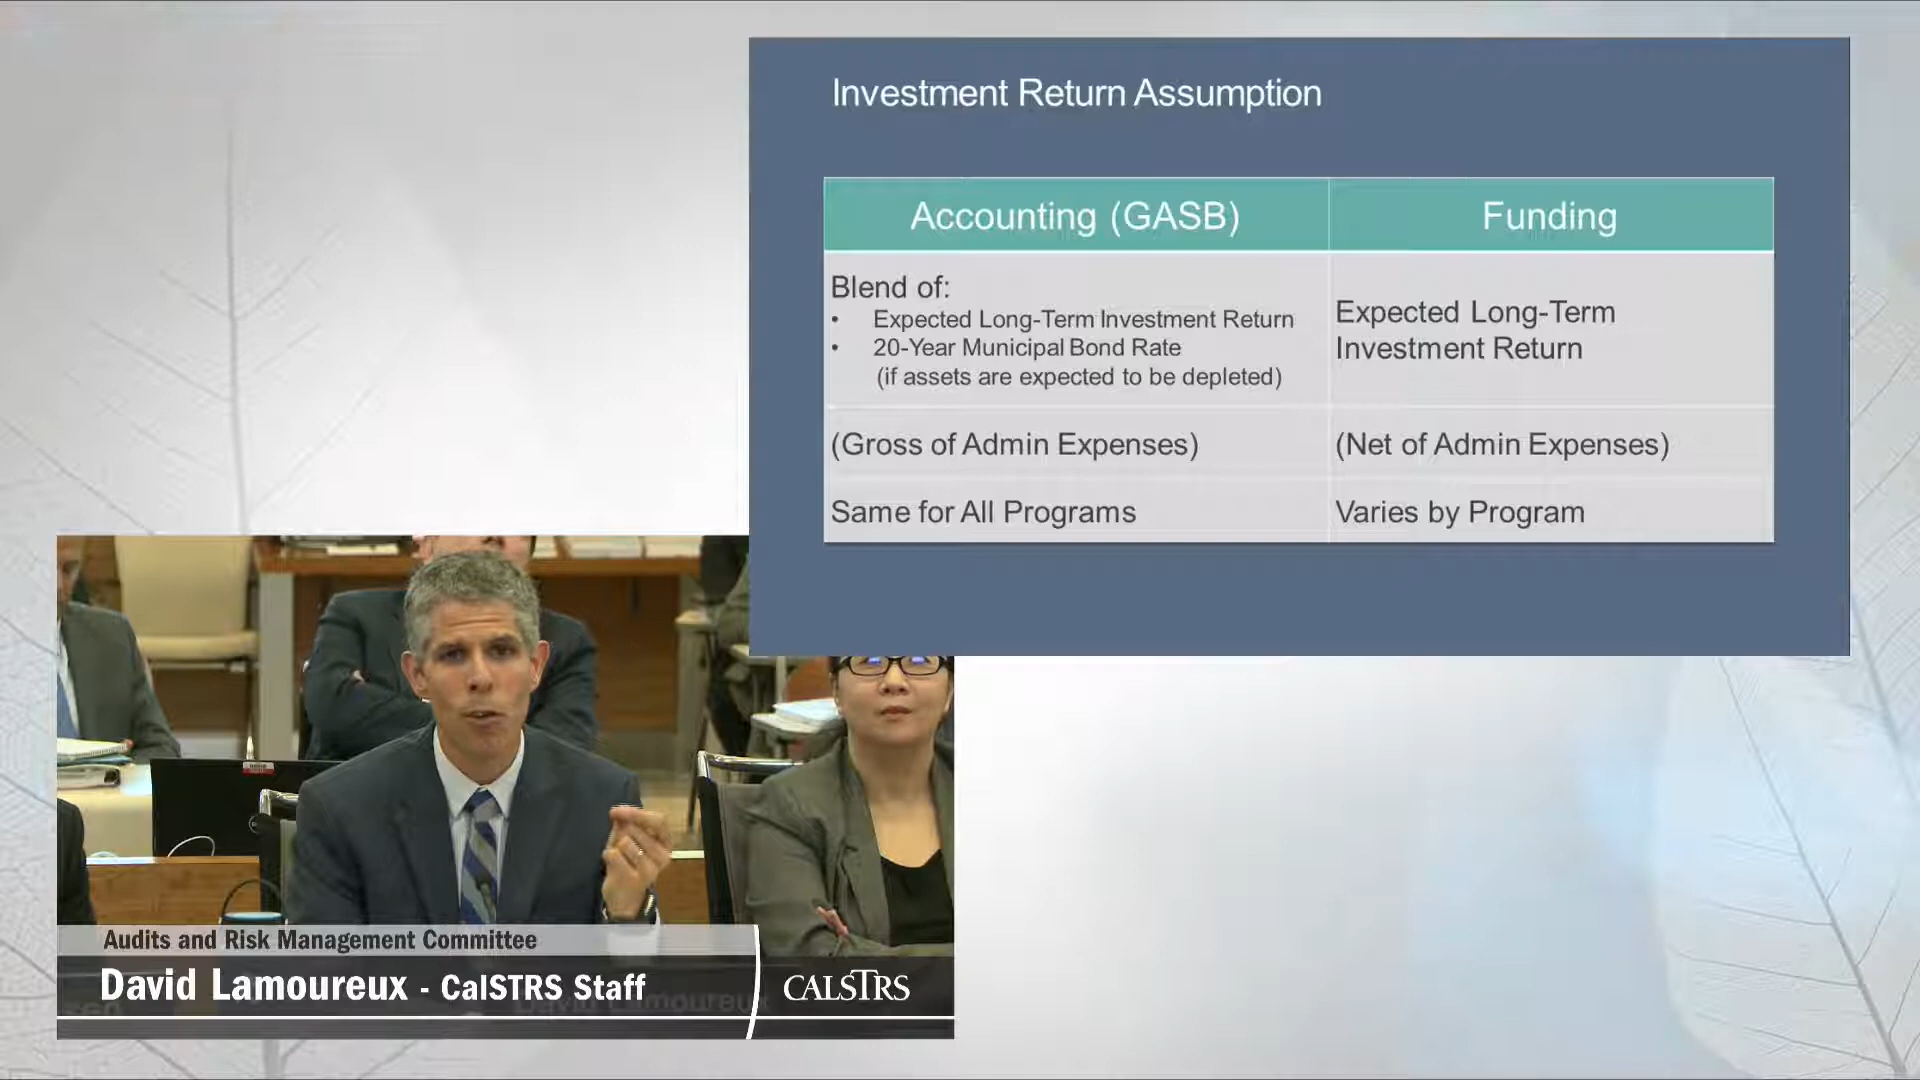 Investment Return Assumption
Accounting (GASB)
Funding
Blend of:
• Expected Long-Term Investment Return
• 20-Year Municipal Bond Rate
(if assets are expected to be depleted)
Expected Long-Term
Investment Return
(Gross of Admin Expenses)
(Net of Admin Expenses)
Same for All Programs
Varies by Program
Audits and Risk Management Committee
David Lamoureux - CalSTRS Staff
CALSTRS
David Lamoureux